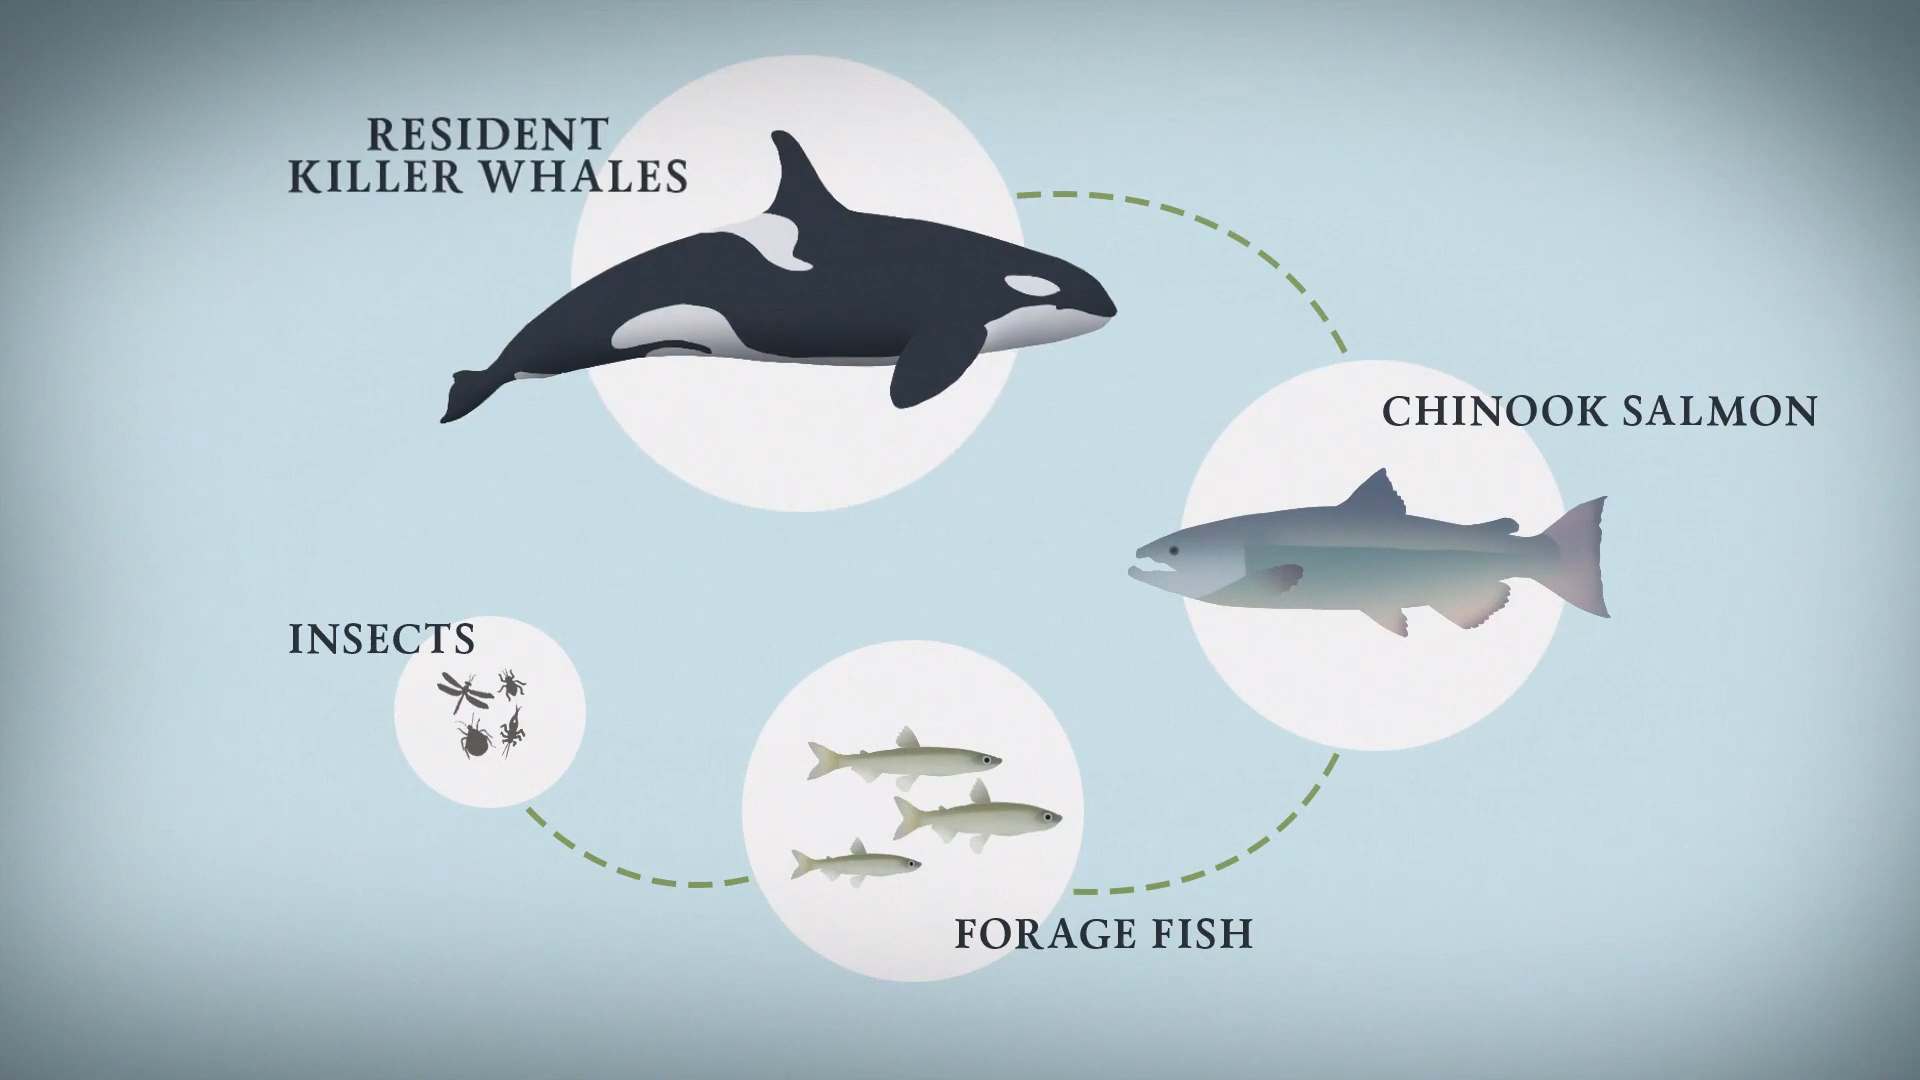 RESIDENT
KILLER WHALES
CHINOOK SALMON
INSECTS
FORAGE FISH